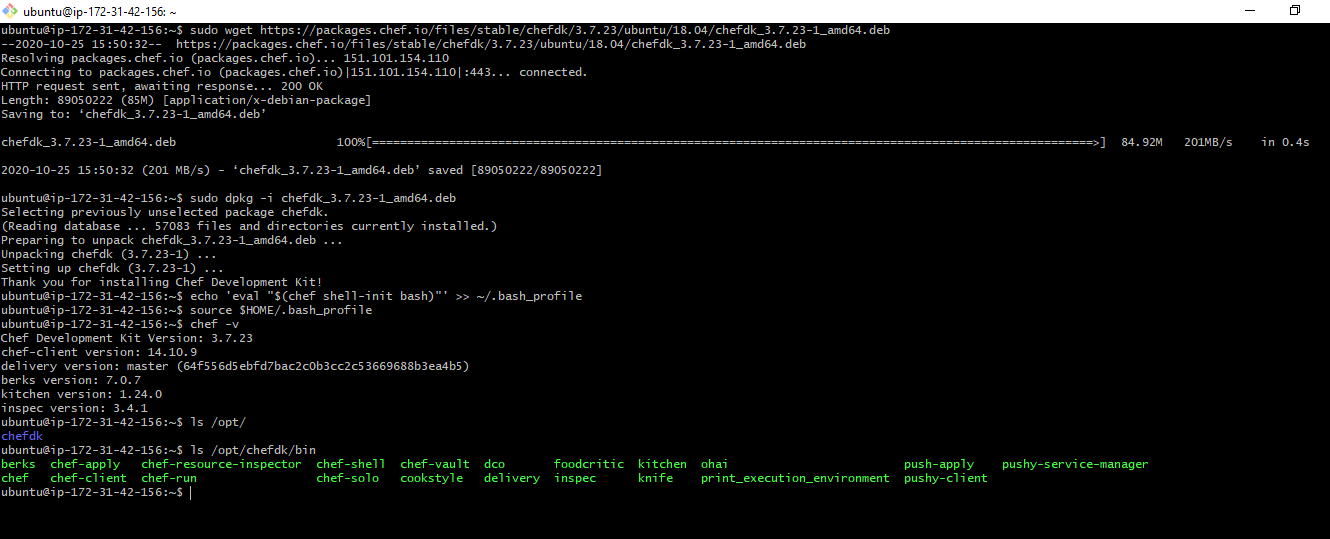 ubuntu@ip-172-31-42-156: ~
ubuntu@ip-172-31-42-156:~$ sudo wget https://packages.chef.io/files/stable/chefdk/3.7.23/ubuntu/18.04/chefdk_3.7.23-1_amd64.deb
--2020-10-25 15:50:32--  https://packages.chef.io/files/stable/chefdk/3.7.23/ubuntu/18.04/chefdk_3.7.23-1_amd64.deb
Resolving packages.chef.io (packages.chef.io)... 151.101.154.110
Connecting to packages.chef.io (packages.chef.io)|151.101.154.110|:443... connected.
HTTP request sent, awaiting response... 200 OK
Length: 89050222 (85M) [application/x-debian-package]
Saving to: ‘chefdk_3.7.23-1_amd64.deb’
chefdk_3.7.23-1_amd64.deb 100%[=======================================================================================================>] 84.92M 201MB/s in 0.4s
2020-10-25 15:50:32 (201 MB/s) - ‘chefdk_3.7.23-1_amd64.deb’ saved [89050222/89050222]
ubuntu@ip-172-31-42-156:~$ sudo dpkg -i chefdk_3.7.23-1_amd64.deb
Selecting previously unselected package chefdk.
(Reading database ... 57083 files and directories currently installed.)
Preparing to unpack chefdk_3.7.23-1_amd64.deb ...
Unpacking chefdk (3.7.23-1) ...
Setting up chefdk (3.7.23-1) ...
Thank you for installing Chef Development Kit!
ubuntu@ip-172-31-42-156:~$ echo 'eval "$(chef shell-init bash)"' >> ~/.bash_profile
ubuntu@ip-172-31-42-156:~$ source $HOME/.bash_profile
ubuntu@ip-172-31-42-156:~$ chef -v
Chef Development Kit Version: 3.7.23
chef-client version: 14.10.9
delivery version: master (64f556d5ebfd7bac2c0b3cc2c53669688b3ea4b5)
berks version: 7.0.7
kitchen version: 1.24.0
inspec version: 3.4.1
ubuntu@ip-172-31-42-156:~$ ls /opt/
chefdk
ubuntu@ip-172-31-42-156:~$ ls /opt/chefdk/bin
berks chef-apply chef-resource-inspector chef-shell chef-vault dco foodcritic kitchen ohai push-apply pushy-service-manager
chef chef-client chef-run chef-solo cookstyle delivery inspec knife print_execution_environment pushy-client
ubuntu@ip-172-31-42-156:~$